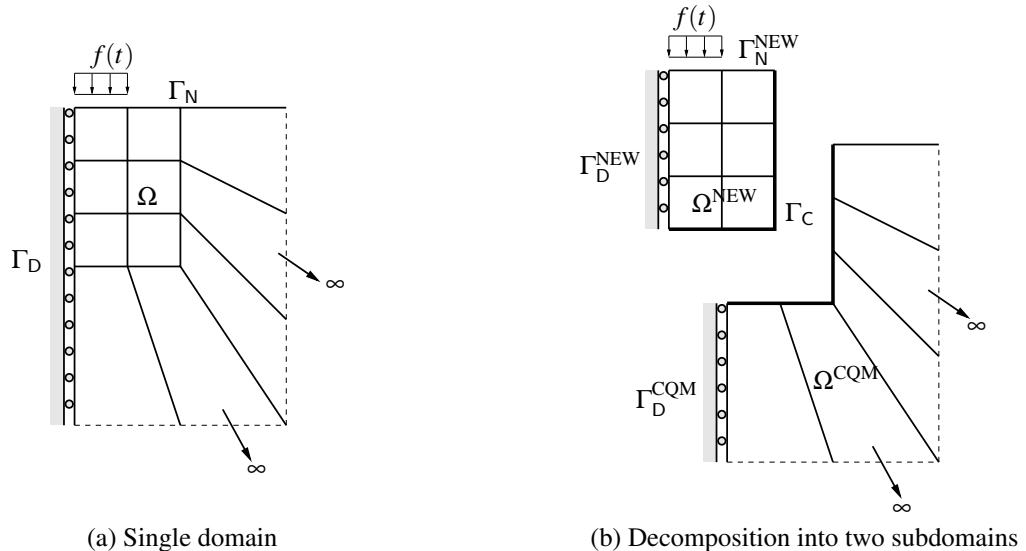 f(t)
Γ_N
Ω
Γ_D
∞
∞
(a) Single domain
f(t)
Γ_N^NEW
Γ_D^NEW
Ω^NEW
Γ_C
∞
Ω^CQM
Γ_D^CQM
∞
(b) Decomposition into two subdomains